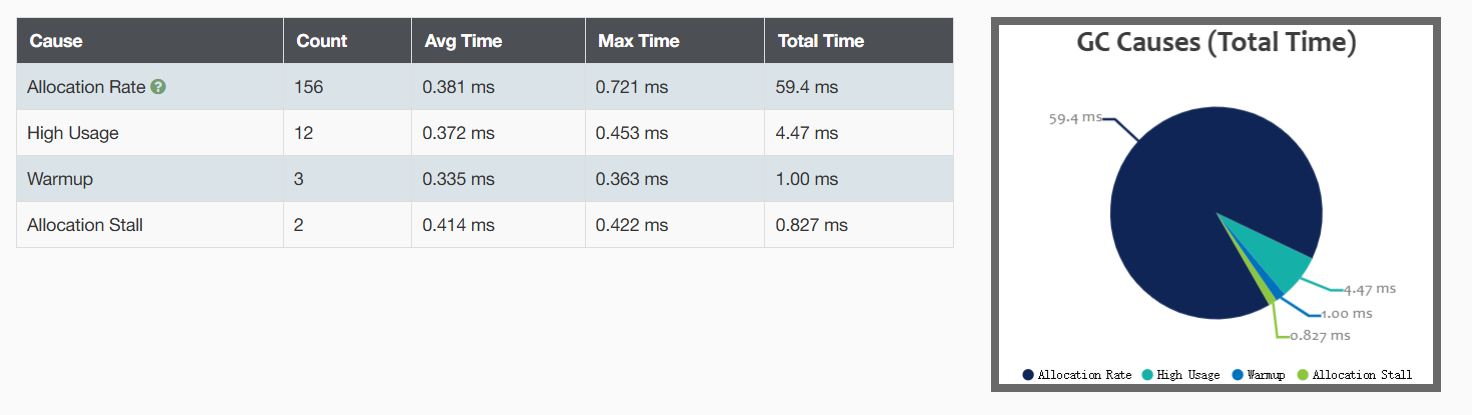 Cause Count Avg Time Max Time Total Time
Allocation Rate ? 156 0.381 ms 0.721 ms 59.4 ms
High Usage 12 0.372 ms 0.453 ms 4.47 ms
Warmup 3 0.335 ms 0.363 ms 1.00 ms
Allocation Stall 2 0.414 ms 0.422 ms 0.827 ms
GC Causes (Total Time)
59.4 ms
4.47 ms
1.00 ms
0.827 ms
Allocation Rate High Usage Warmup Allocation Stall